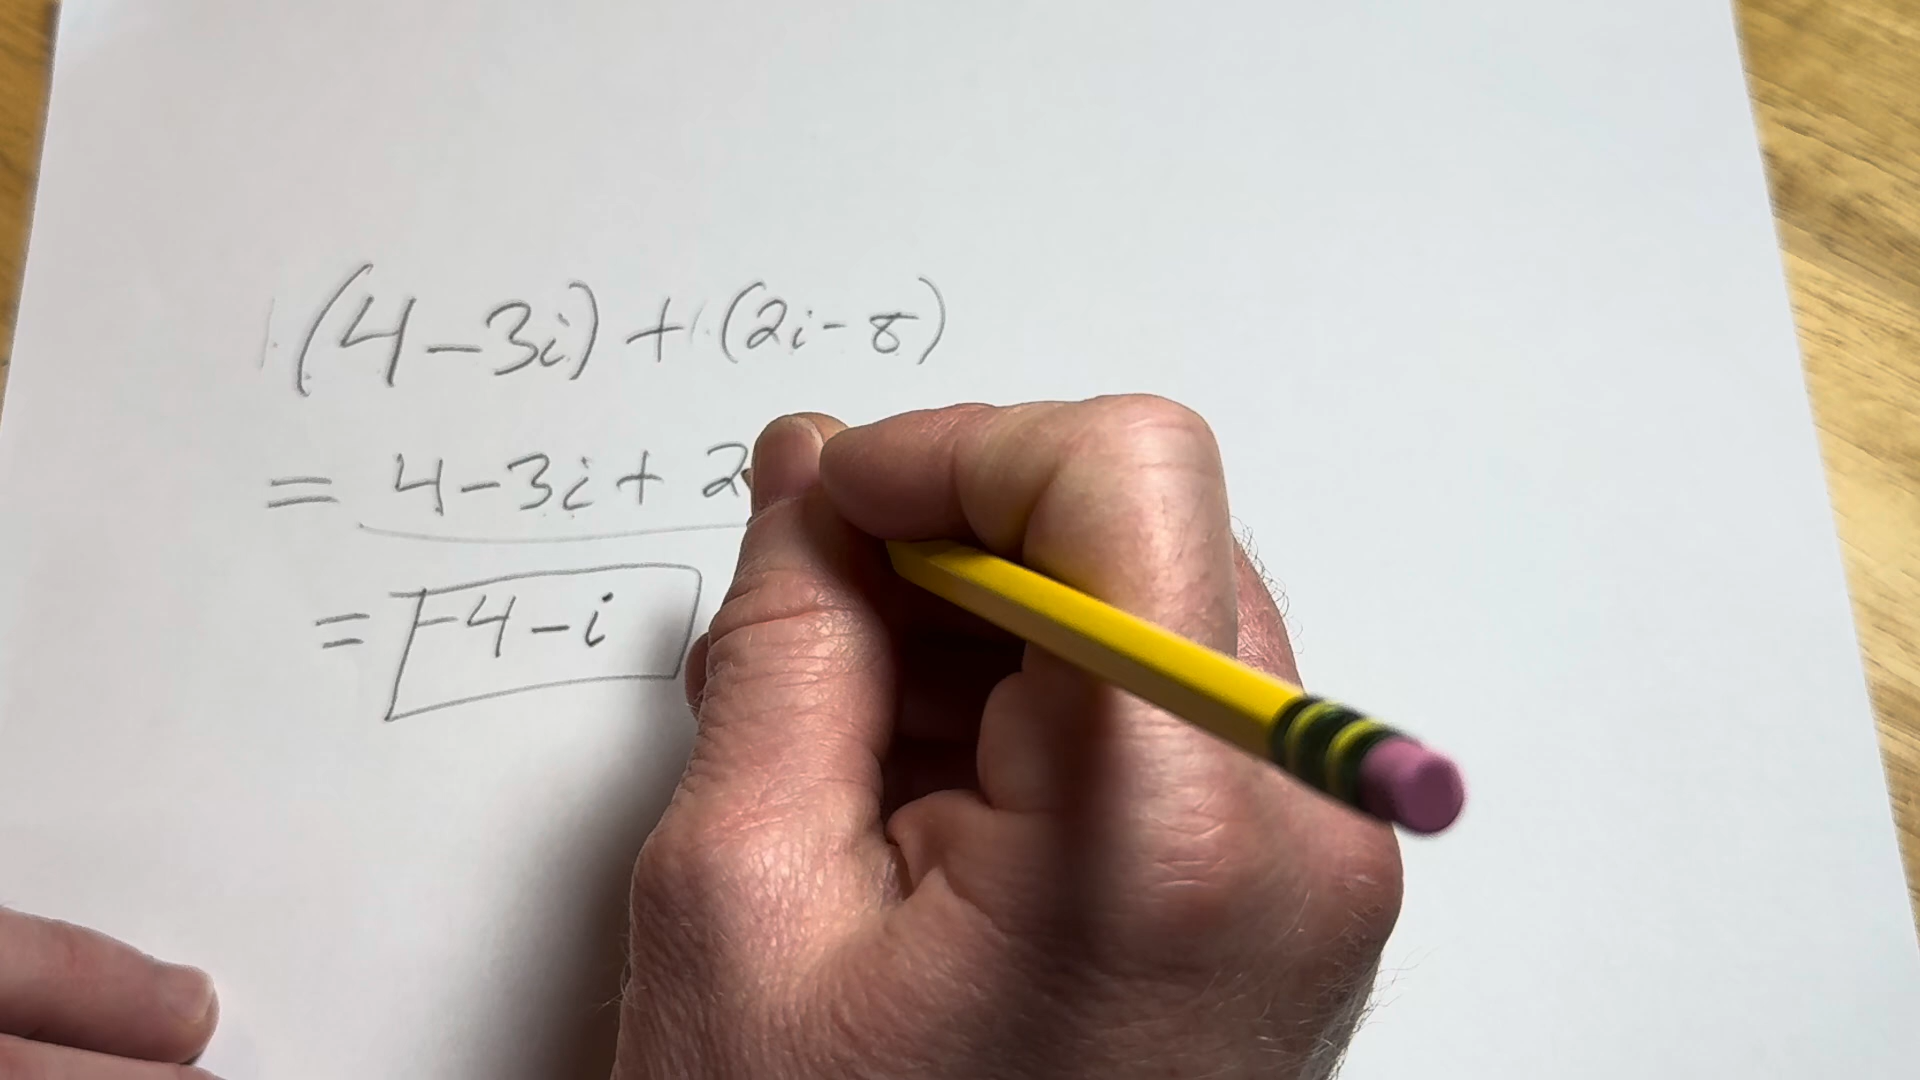 (4-3i) + (2i-8)
= 4-3i + 2
= -4-i